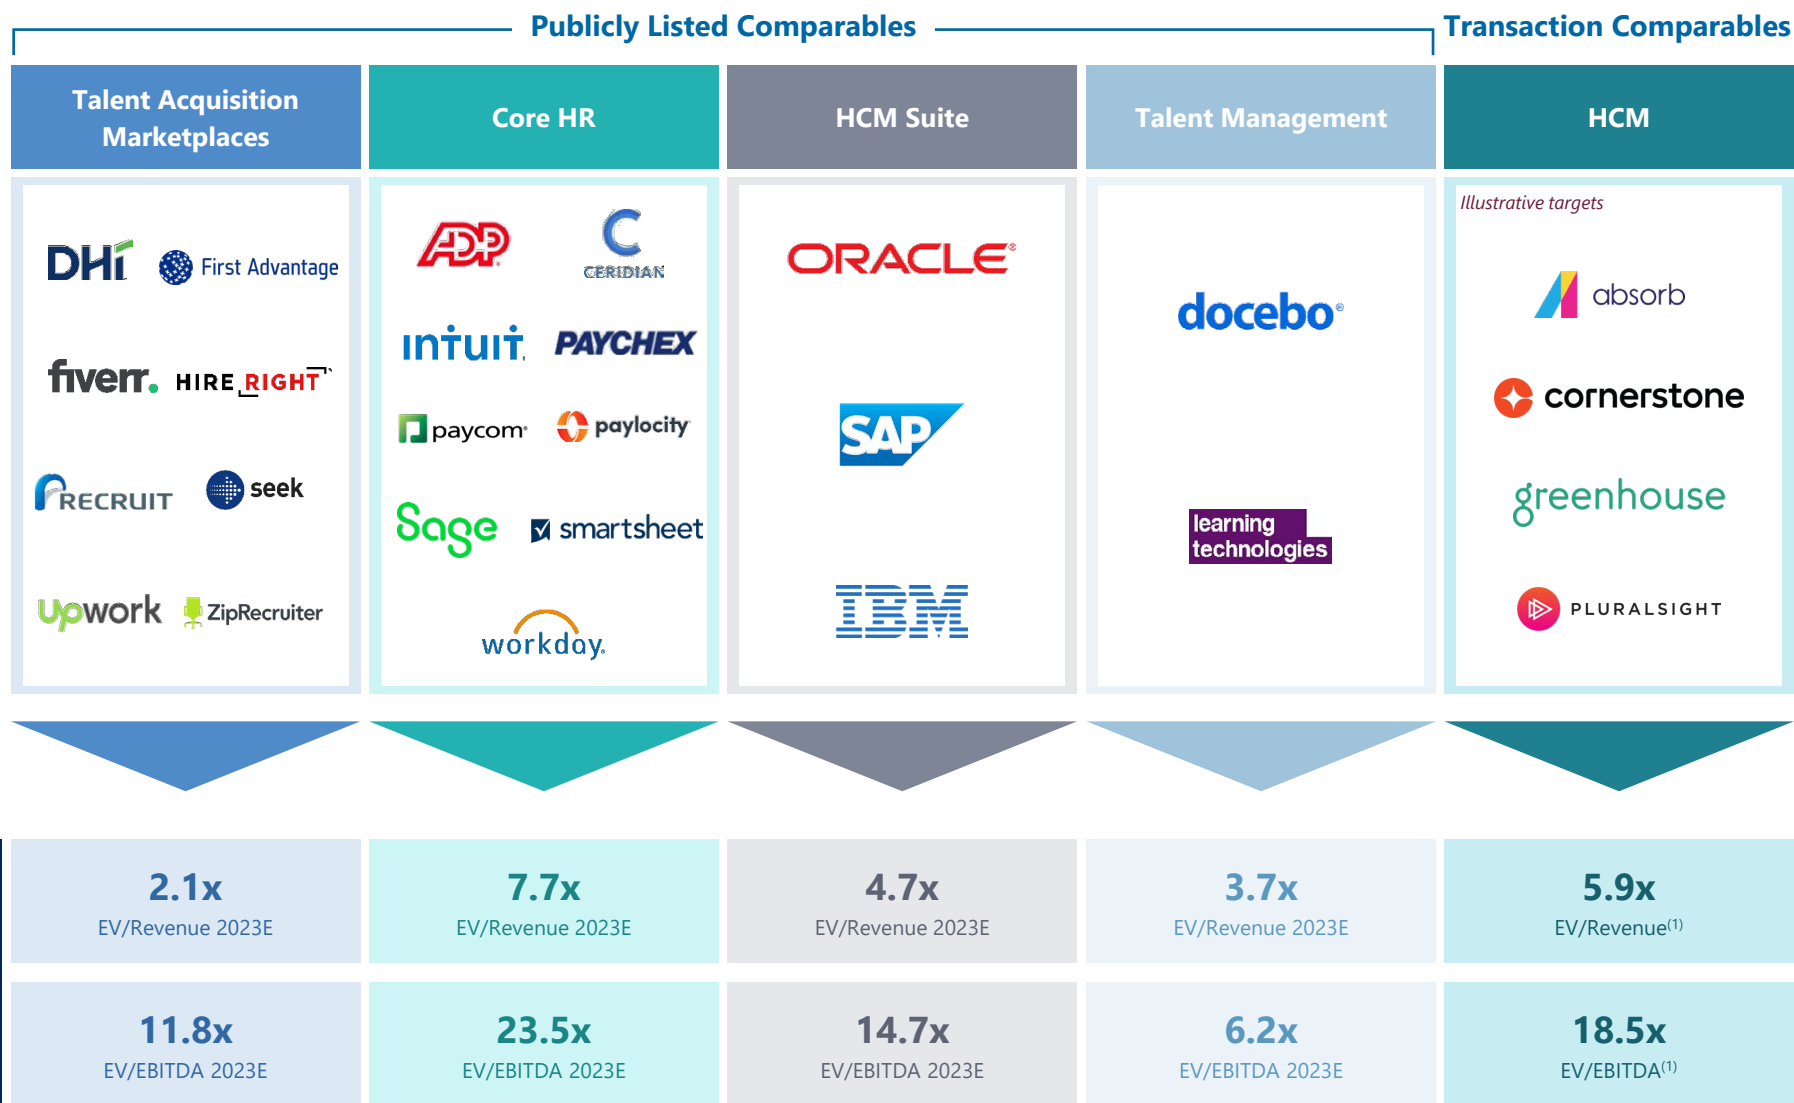 Publicly Listed Comparables
Transaction Comparables
Talent Acquisition
Marketplaces
Core HR
HCM Suite
Talent Management
HCM
DHI
First Advantage
fiverr.
HIRE RIGHT
RECRUIT
seek
upwork
ZipRecruiter
ADP
CERIDIAN
INTUIT
PAYCHEX
paycom
paylocity
Sage
smartsheet
workday.
ORACLE
SAP
IBM
docebo
learning
technologies
Illustrative targets
absorb
cornerstone
greenhouse
PLURALSIGHT
2.1x
EV/Revenue 2023E
7.7x
EV/Revenue 2023E
4.7x
EV/Revenue 2023E
3.7x
EV/Revenue 2023E
5.9x
EV/Revenue(1)
11.8x
EV/EBITDA 2023E
23.5x
EV/EBITDA 2023E
14.7x
EV/EBITDA 2023E
6.2x
EV/EBITDA 2023E
18.5x
EV/EBITDA(1)